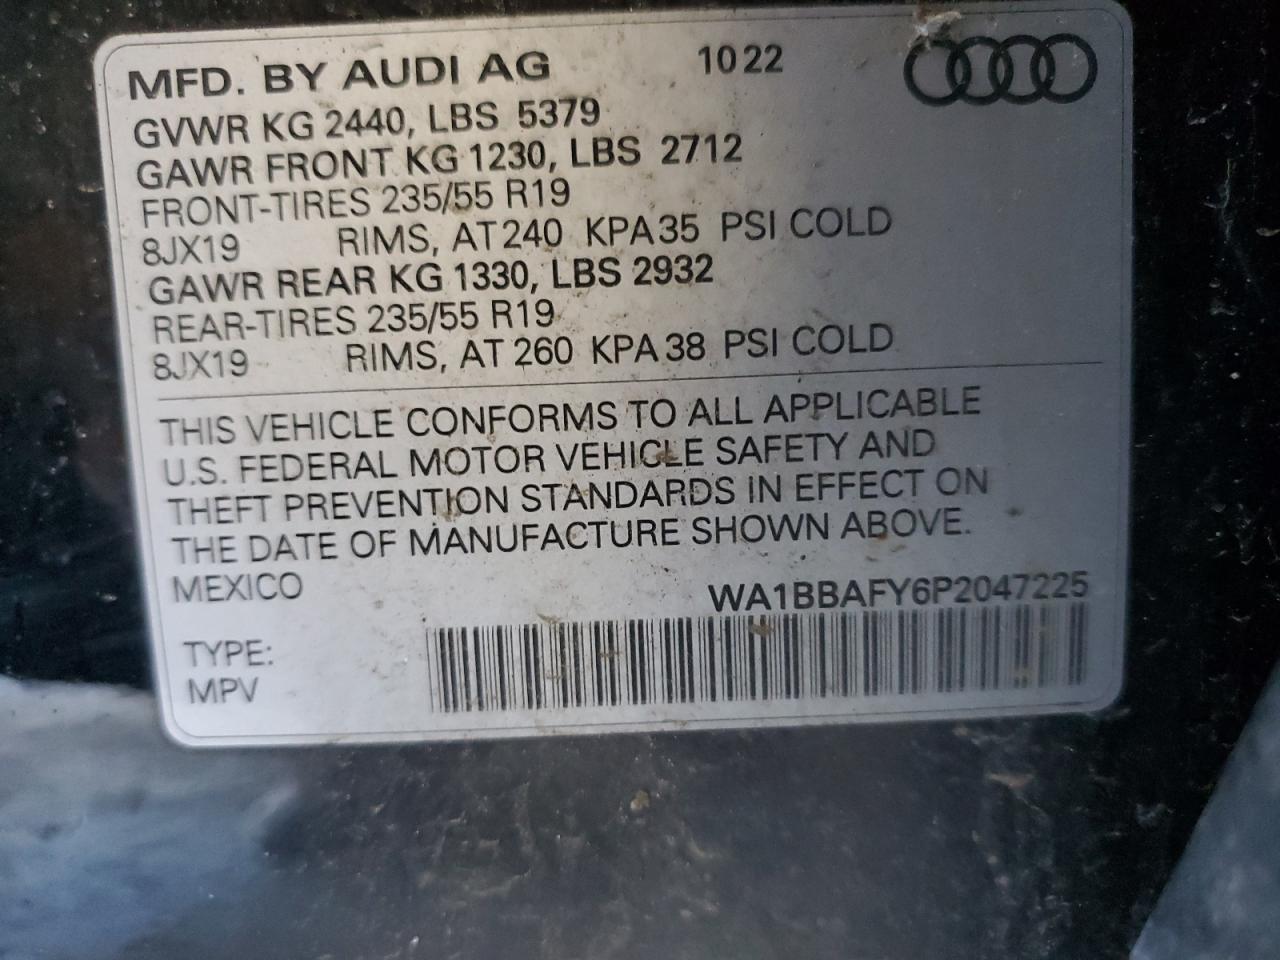 MFD. BY AUDI AG 10 22
GVWR KG 2440, LBS 5379
GAWR FRONT KG 1230, LBS 2712
FRONT-TIRES 235/55 R19
8JX19 RIMS, AT 240 KPA 35 PSI COLD
GAWR REAR KG 1330, LBS 2932
REAR-TIRES 235/55 R19
8JX19 RIMS, AT 260 KPA 38 PSI COLD
THIS VEHICLE CONFORMS TO ALL APPLICABLE
U.S. FEDERAL MOTOR VEHICLE SAFETY AND
THEFT PREVENTION STANDARDS IN EFFECT ON
THE DATE OF MANUFACTURE SHOWN ABOVE.
MEXICO WA1BBAFY6P2047225
TYPE:
MPV